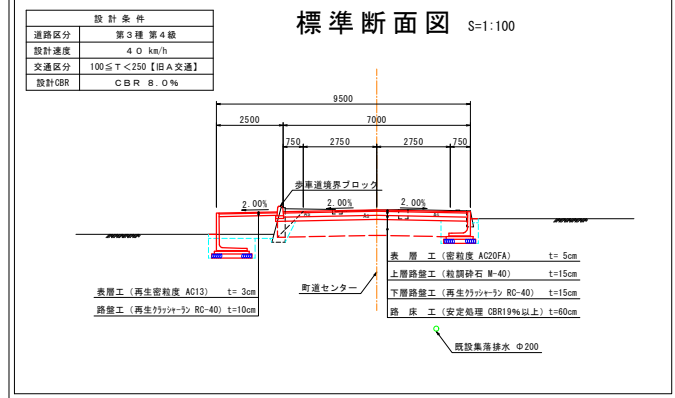 標準断面図 S=1:100
設計条件
道路区分 第3種 第4級
設計速度 40 km/h
交通区分 100≦T<250【旧A交通】
設計CBR CBR 8.0%
9500
2500 7000
750 2750 2750 750
歩車道境界ブロック
2.00% 2.00% 2.00%
表層工（密粒度 AC20FA） t= 5cm
上層路盤工（粒調砕石 M-40） t=15cm
下層路盤工（再生クラッシャーラン RC-40） t=15cm
路床工（安定処理 CBR19%以上）t=60cm
町道センター
表層工（再生密粒度 AC13） t= 3cm
路盤工（再生クラッシャーラン RC-40）t=10cm
既設集落排水 Φ200